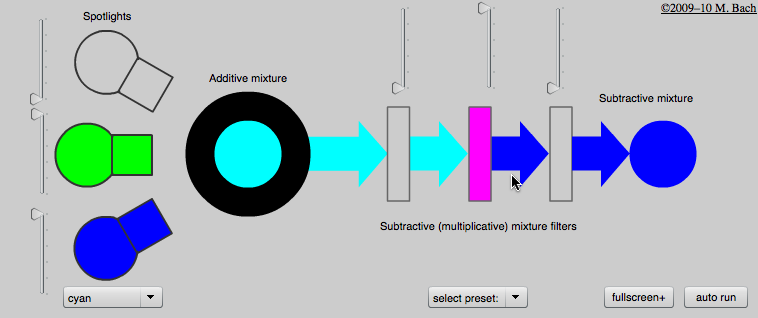 ©2009–10 M. Bach
Spotlights
Additive mixture
Subtractive mixture
Subtractive (multiplicative) mixture filters
cyan
select preset:
fullscreen+
auto run